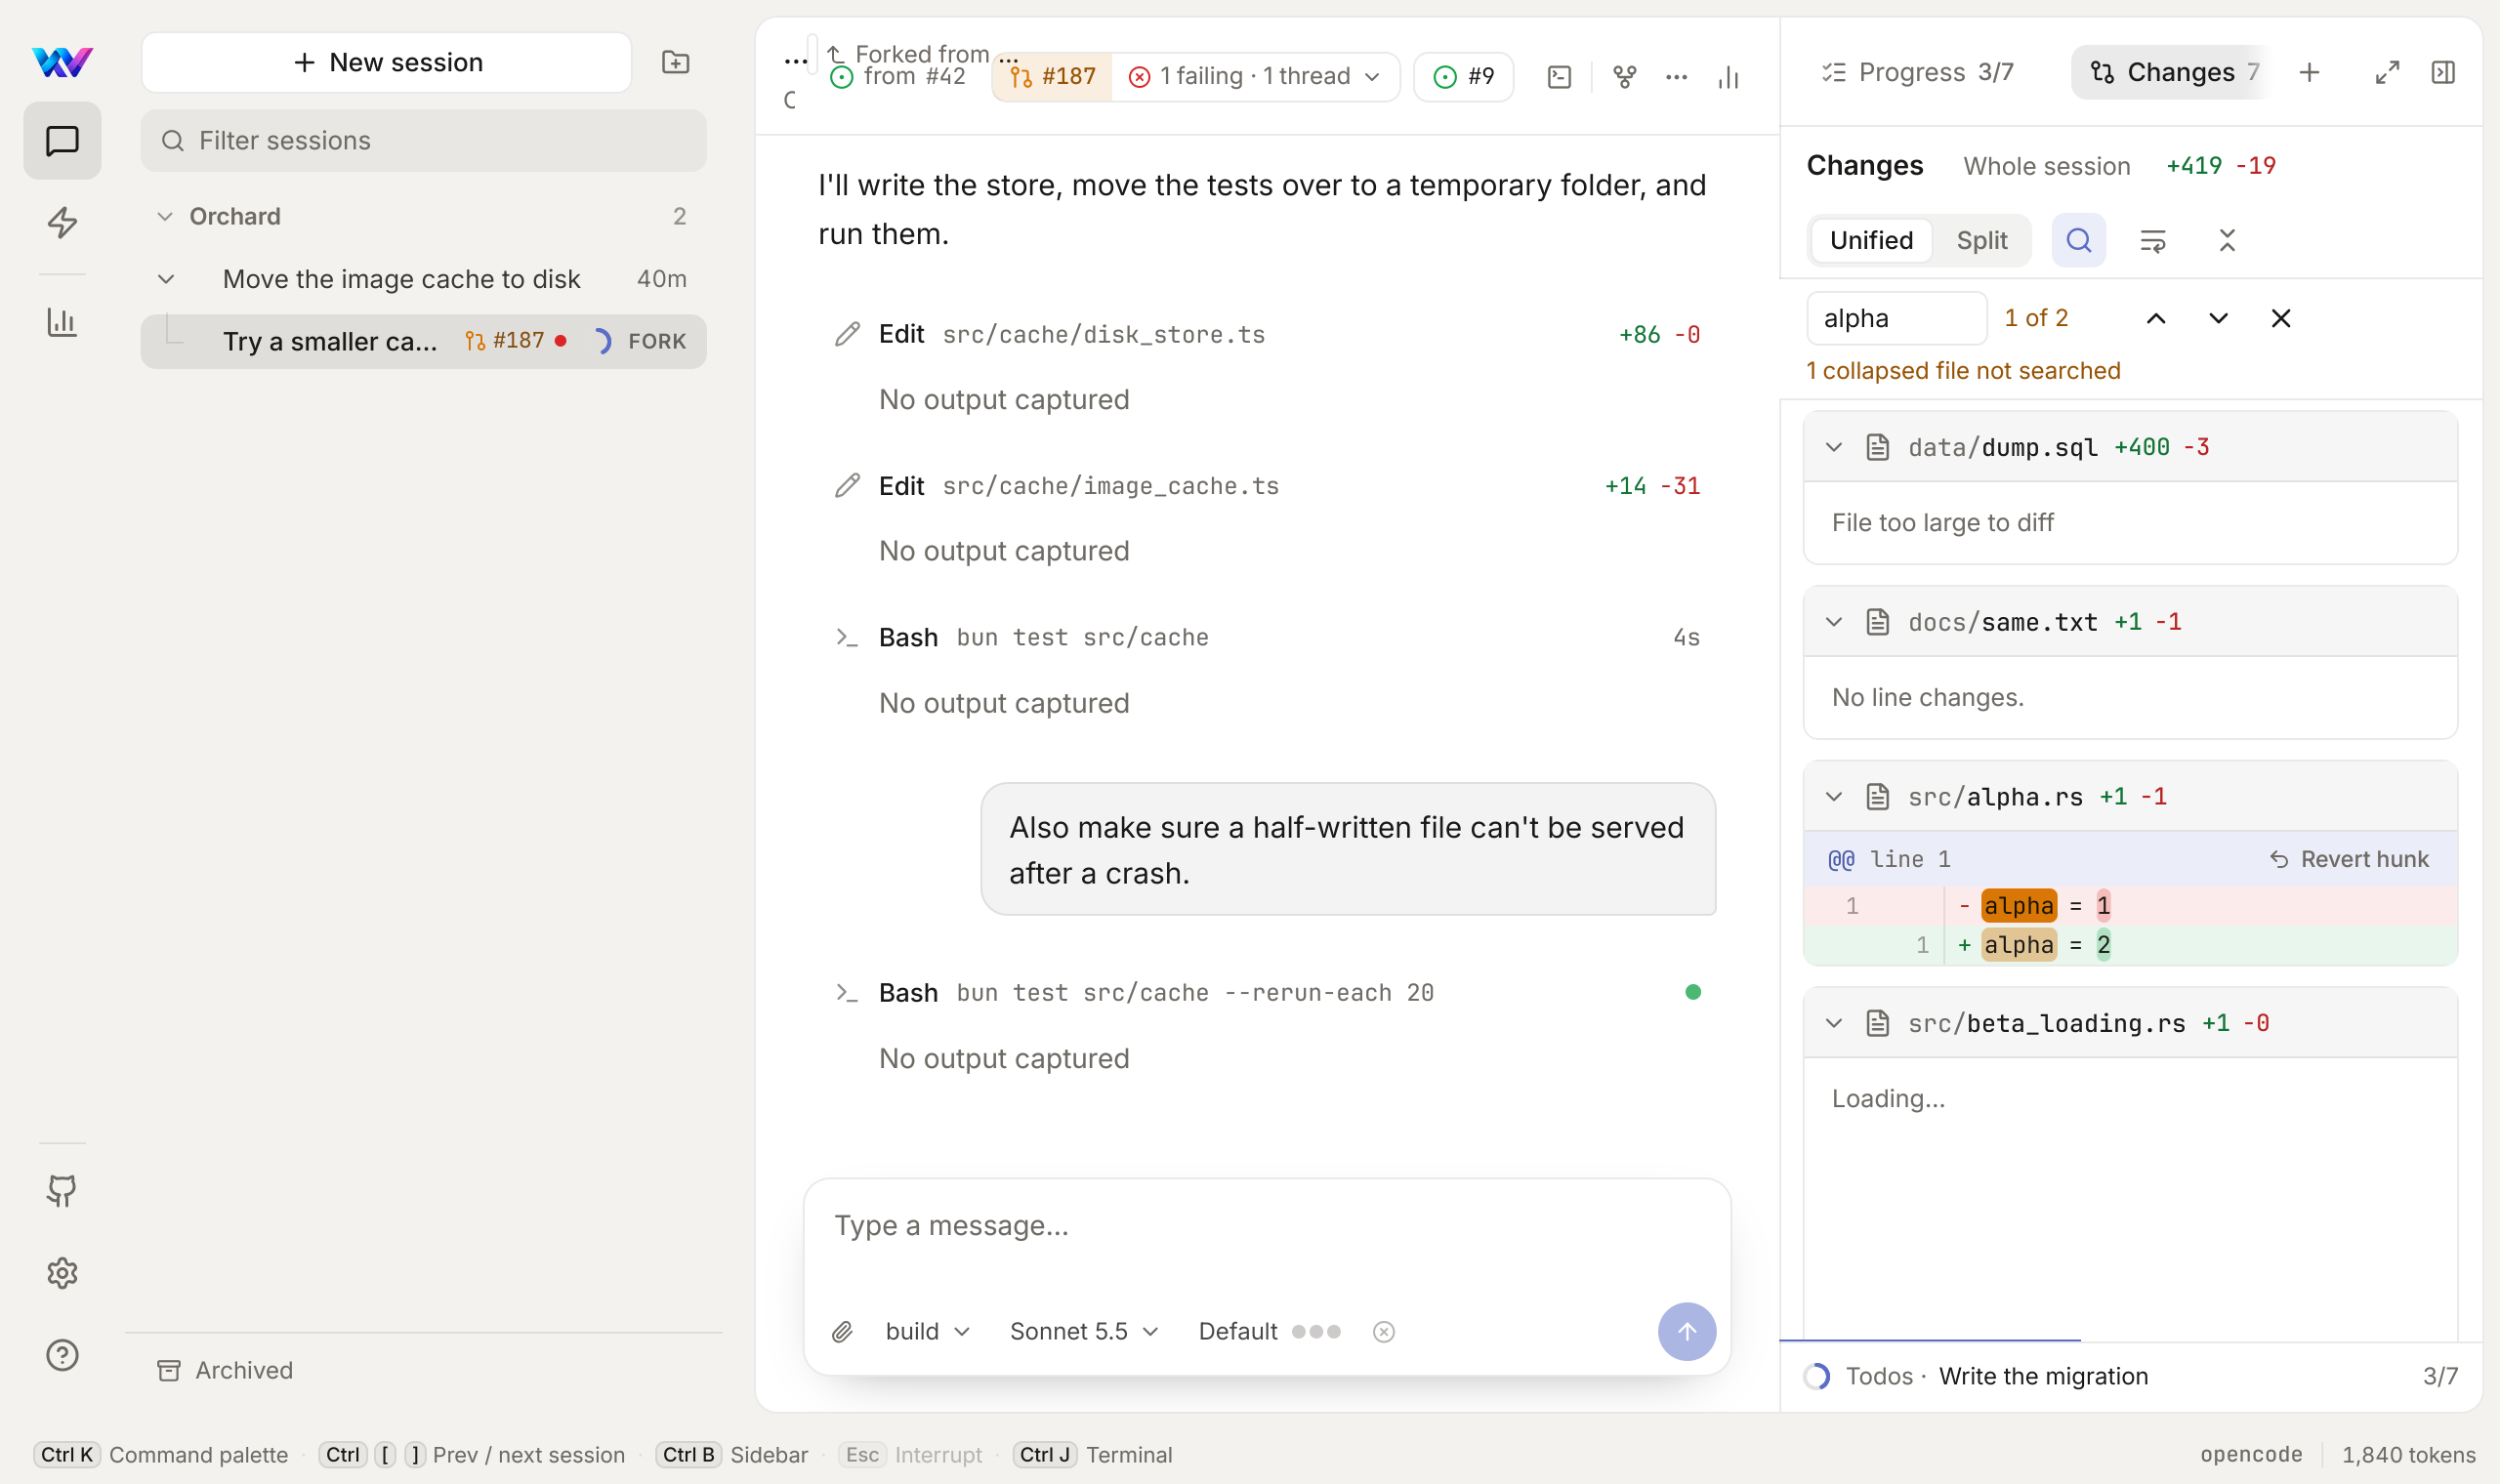 New session
Filter sessions
Orchard 2
Move the image cache to disk 40m
Try a smaller ca... #187 FORK
Archived
... Forked from ...
from #42 #187 1 failing · 1 thread #9
I'll write the store, move the tests over to a temporary folder, and
run them.
Edit src/cache/disk_store.ts +86 -0
No output captured
Edit src/cache/image_cache.ts +14 -31
No output captured
Bash bun test src/cache 4s
No output captured
Also make sure a half-written file can't be served
after a crash.
Bash bun test src/cache --rerun-each 20
No output captured
Type a message...
build Sonnet 5.5 Default
Progress 3/7 Changes 7
Changes Whole session +419 -19
Unified Split
alpha 1 of 2
1 collapsed file not searched
data/dump.sql +400 -3
File too large to diff
docs/same.txt +1 -1
No line changes.
src/alpha.rs +1 -1
@@ line 1 Revert hunk
1 - alpha = 1
1 + alpha = 2
src/beta_loading.rs +1 -0
Loading...
Todos · Write the migration 3/7
Ctrl K Command palette · Ctrl [ ] Prev / next session · Ctrl B Sidebar · Esc Interrupt · Ctrl J Terminal
opencode 1,840 tokens